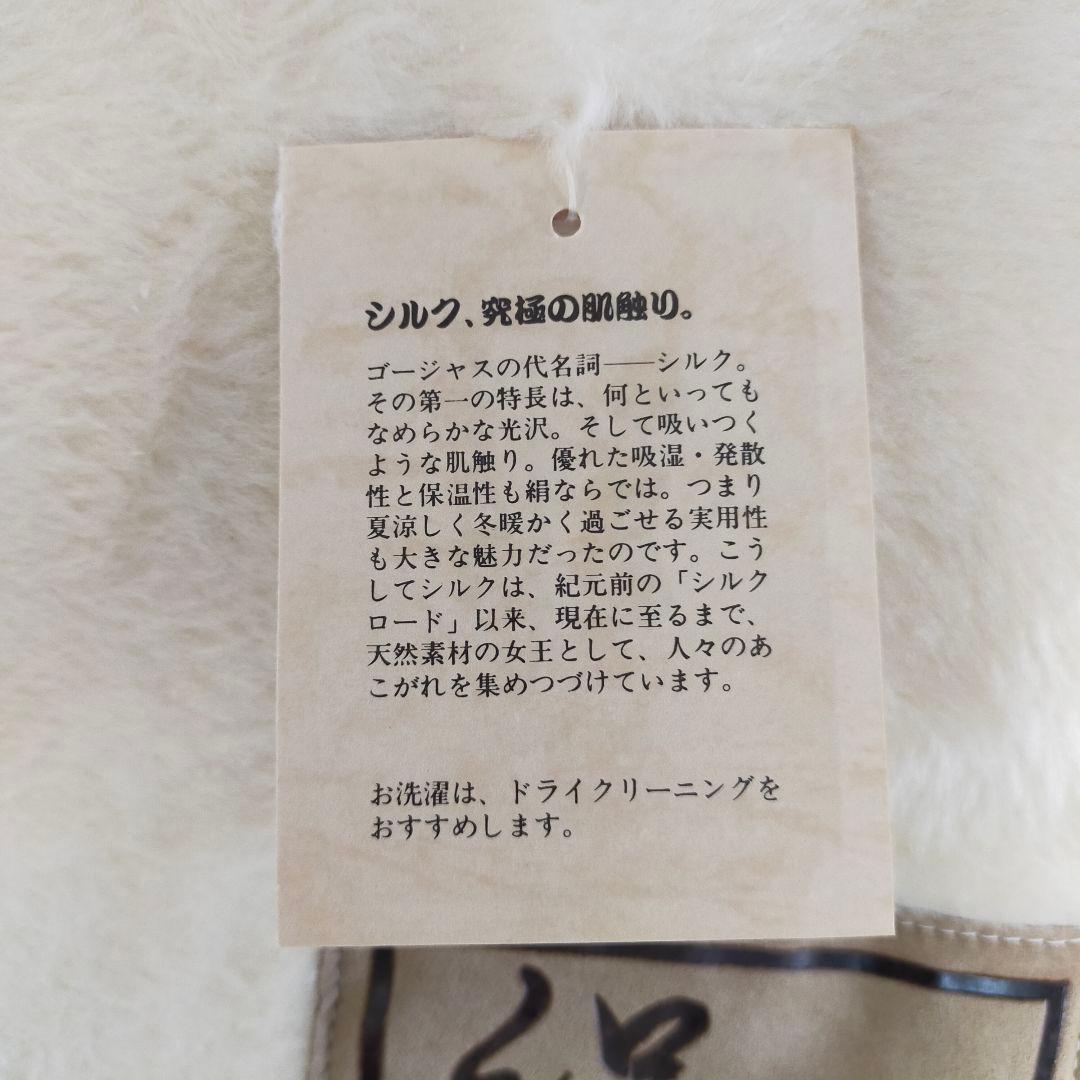 シルク、究極の肌触り。
ゴージャスの代名詞――シルク。
その第一の特長は、何といっても
なめらかな光沢。そして吸いつく
ような肌触り。優れた吸湿・発散
性と保温性も絹ならでは。つまり
夏涼しく冬暖かく過ごせる実用性
も大きな魅力だったのです。こう
してシルクは、紀元前の「シルク
ロード」以来、現在に至るまで、
天然素材の女王として、人々のあ
こがれを集めつづけています。
お洗濯は、ドライクリーニングを
おすすめします。